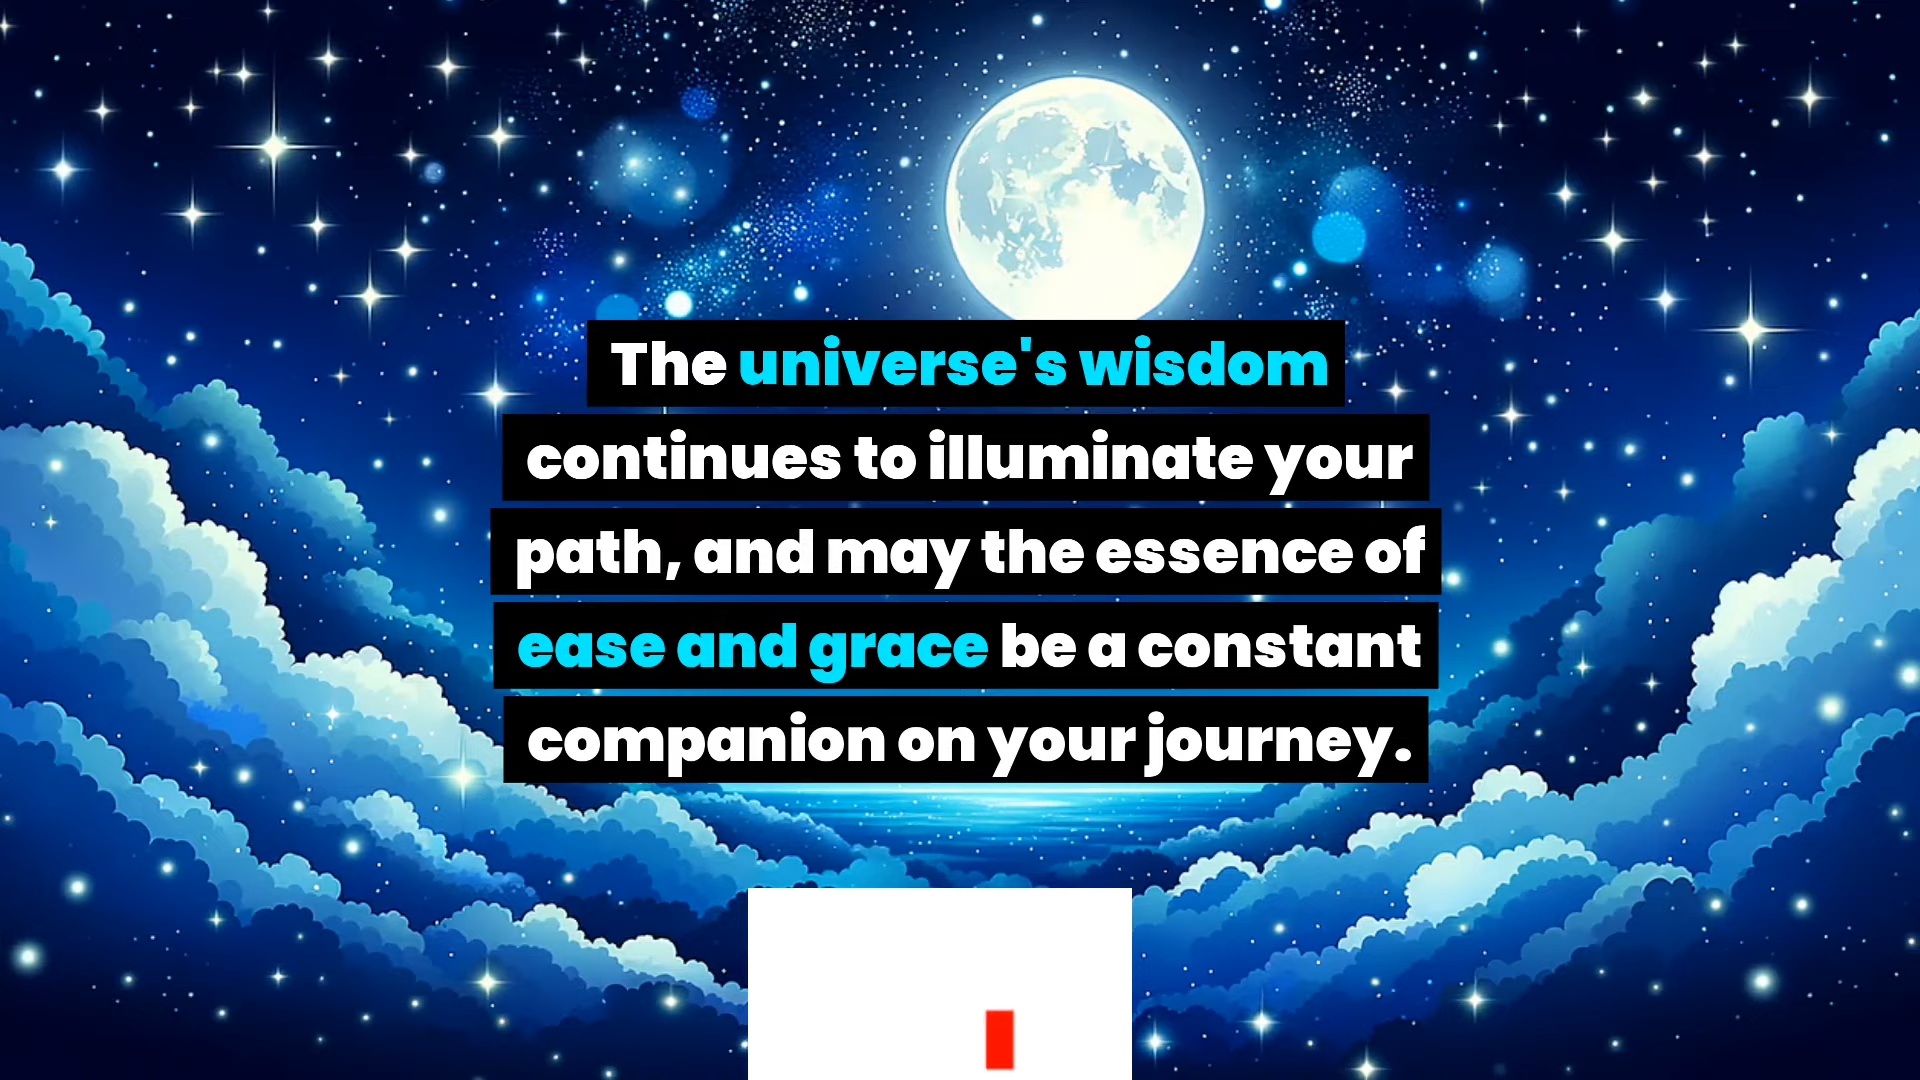 The universe's wisdom
continues to illuminate your
path, and may the essence of
ease and grace be a constant
companion on your journey.